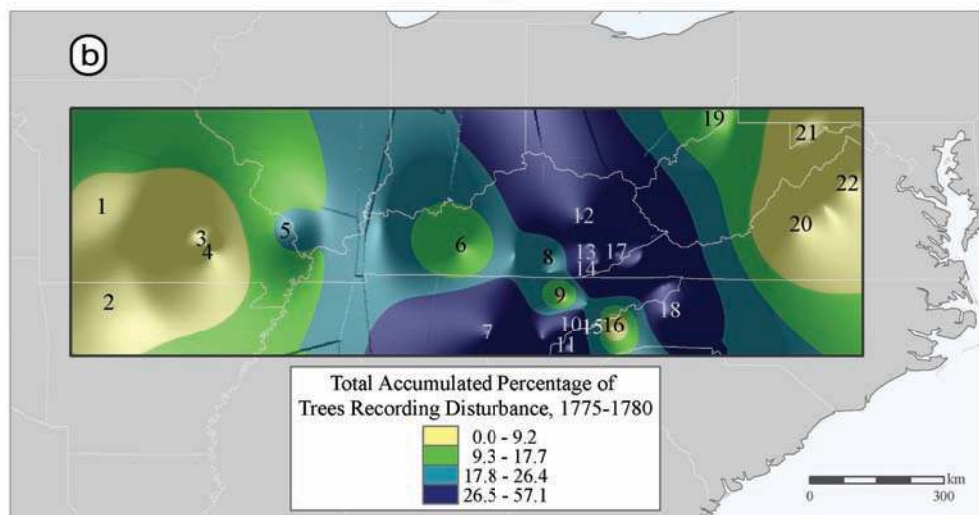 b
19
21
22
1
12
20
3
5
6
4
13 17
8
14
2
9
18
7
10 15 16
11
Total Accumulated Percentage of
Trees Recording Disturbance, 1775-1780
0.0 - 9.2
9.3 - 17.7
17.8 - 26.4
26.5 - 57.1
km
0 300